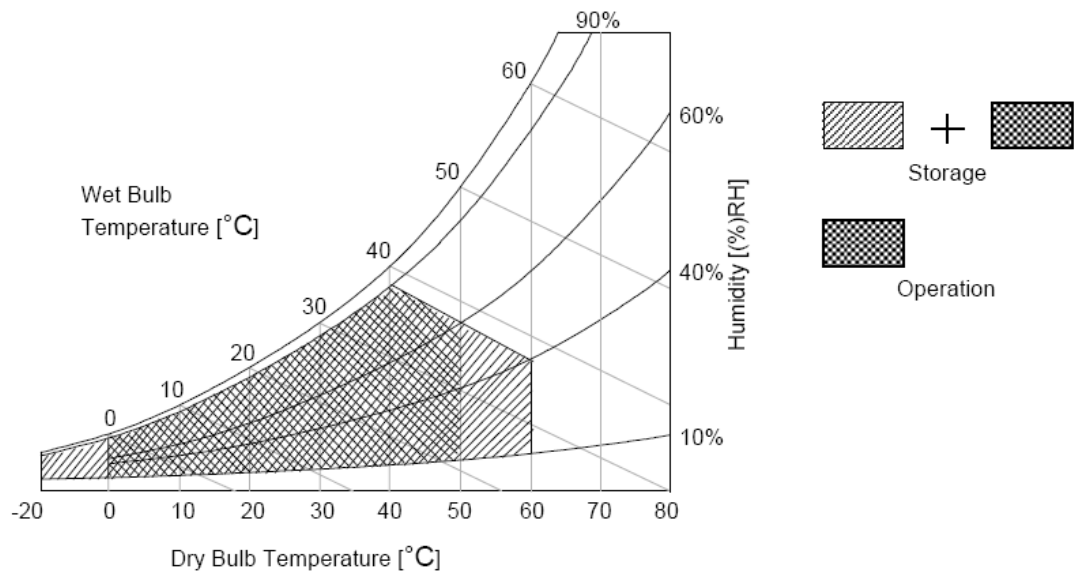 90%
60
60%
50
Storage
Wet Bulb
Temperature [°C]
40
40%
Humidity [(%)RH]
30
Operation
20
10
0
10%
-20 0 10 20 30 40 50 60 70 80
Dry Bulb Temperature [°C]